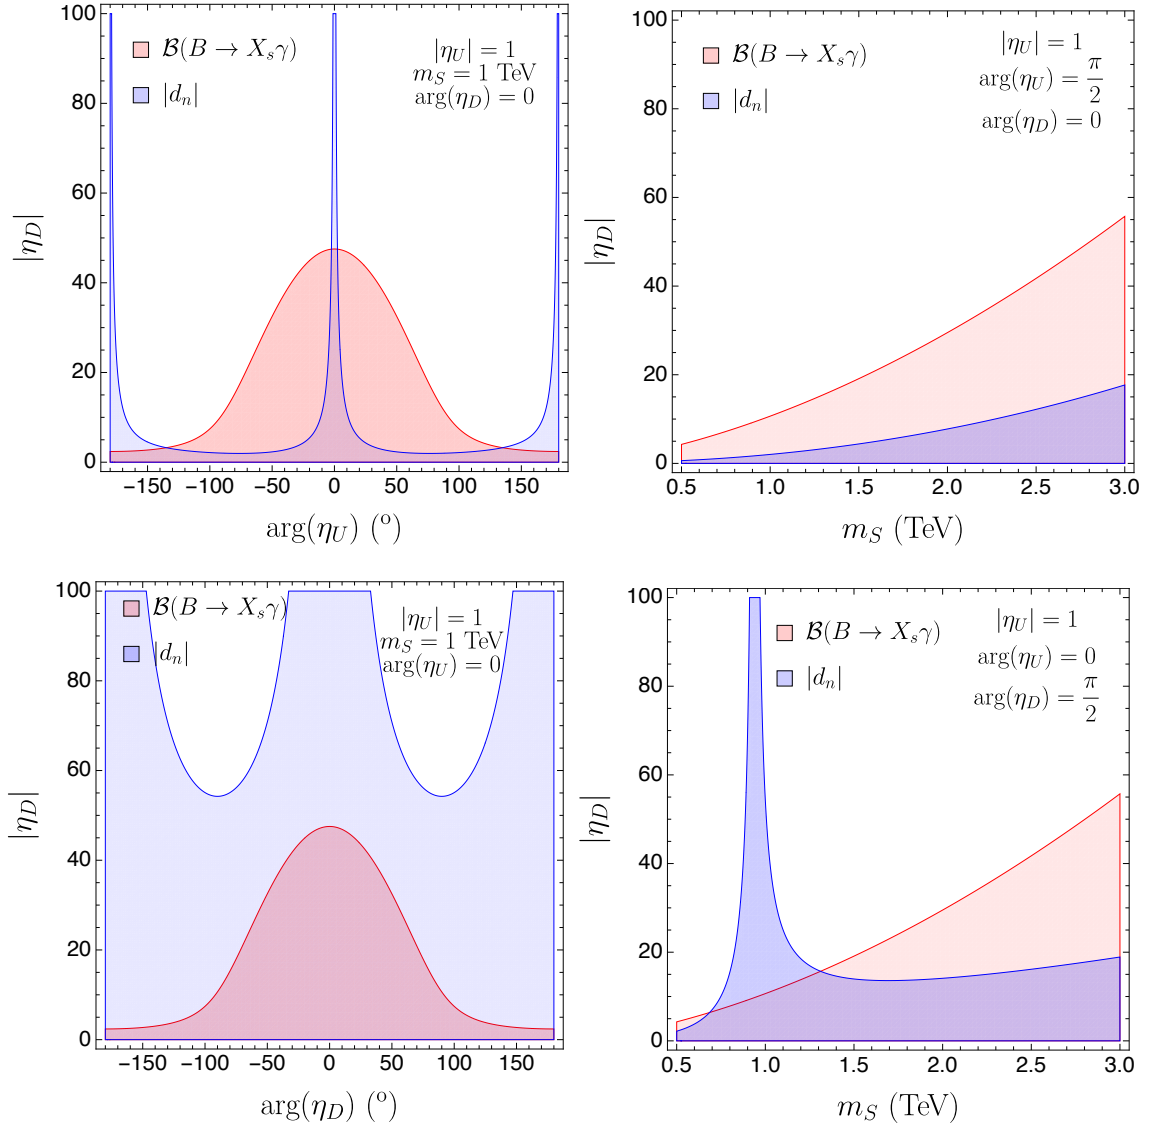 100
80
60
40
20
0
|η_D|
B(B → X_sγ)
|d_n|
|η_U| = 1
m_S = 1 TeV
arg(η_D) = 0
−150 −100 −50 0 50 100 150
arg(η_U) (°)
100
80
60
40
20
0
|η_D|
B(B → X_sγ)
|d_n|
|η_U| = 1
arg(η_U) = π/2
arg(η_D) = 0
0.5 1.0 1.5 2.0 2.5 3.0
m_S (TeV)
100
80
60
40
20
0
|η_D|
B(B → X_sγ)
|d_n|
|η_U| = 1
m_S = 1 TeV
arg(η_U) = 0
−150 −100 −50 0 50 100 150
arg(η_D) (°)
100
80
60
40
20
0
|η_D|
B(B → X_sγ)
|d_n|
|η_U| = 1
arg(η_U) = 0
arg(η_D) = π/2
0.5 1.0 1.5 2.0 2.5 3.0
m_S (TeV)